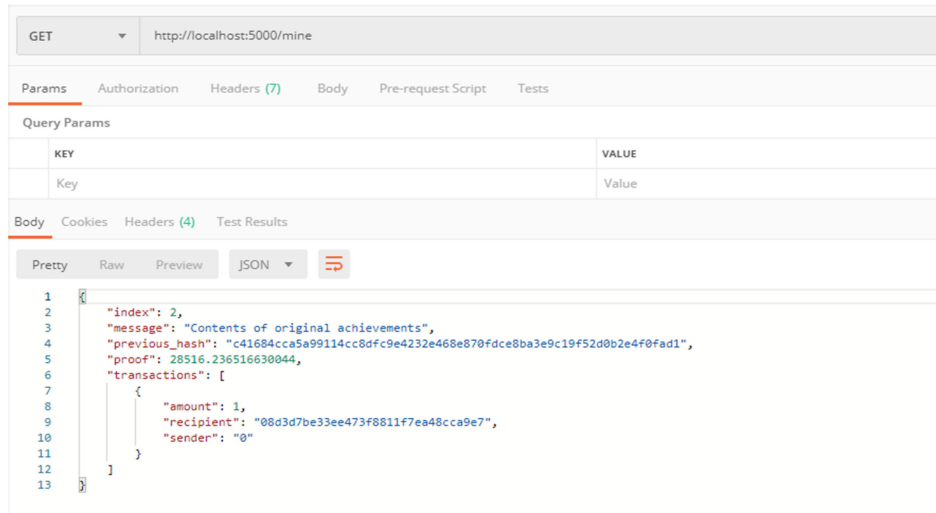 GET http://localhost:5000/mine
Params Authorization Headers (7) Body Pre-request Script Tests
Query Params
KEY VALUE
Key Value
Body Cookies Headers (4) Test Results
Pretty Raw Preview JSON
1 {
2 "index": 2,
3 "message": "Contents of original achievements",
4 "previous_hash": "c41684cca5a99114cc8dfc9e4232e468e870fdce8ba3e9c19f52d0b2e4f0fad1",
5 "proof": 28516.236516630044,
6 "transactions": [
7 {
8 "amount": 1,
9 "recipient": "08d3d7be33ee473f8811f7ea48cca9e7",
10 "sender": "0"
11 }
12 ]
13 }